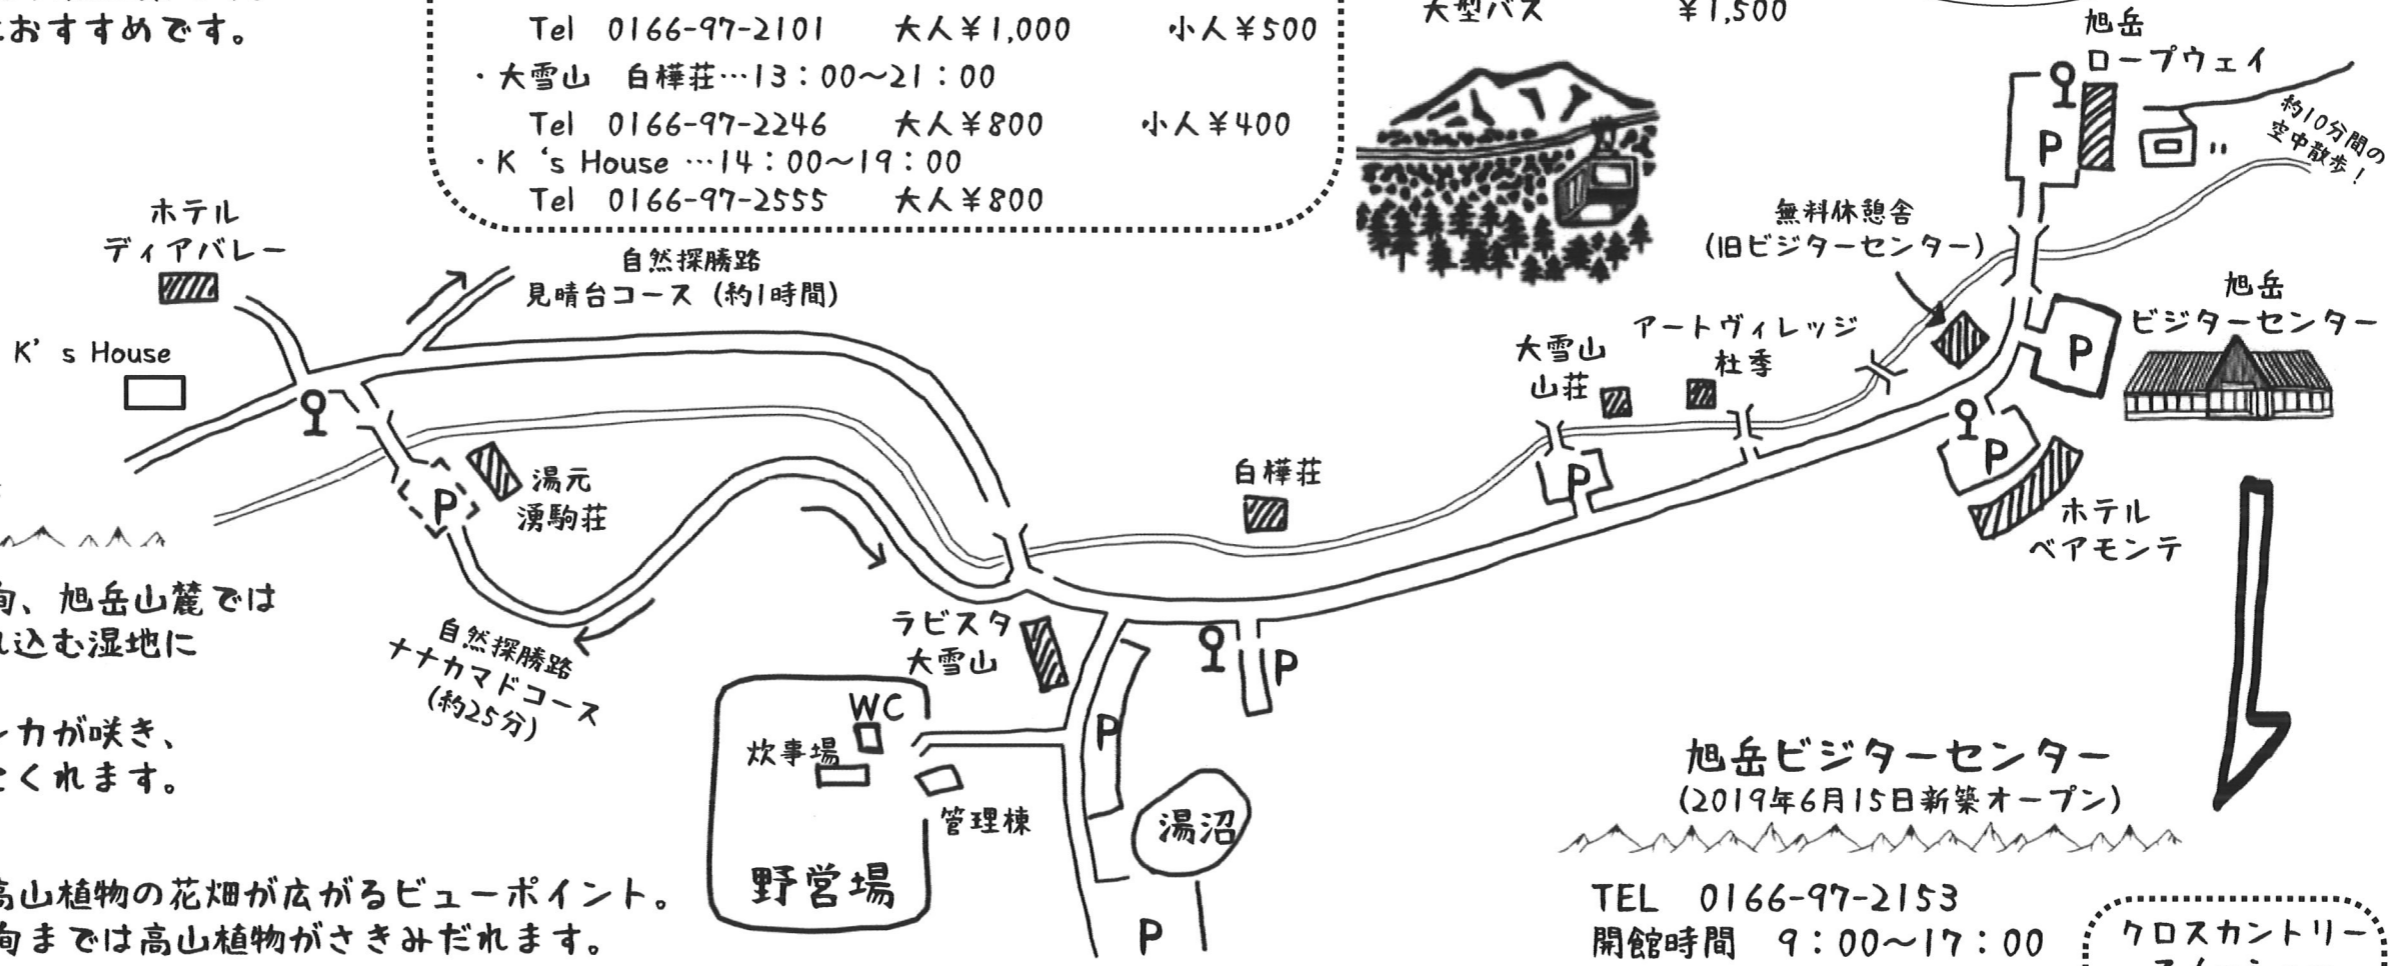 おすすめです。
Tel 0166-97-2101 大人￥1,000 小人￥500
・大雪山 白樺荘…13：00～21：00
Tel 0166-97-2246 大人￥800 小人￥400
・K 's House …14：00～19：00
Tel 0166-97-2555 大人￥800
大型バス ￥1,500
旭岳
ロープウェイ
P
約10分間の
空中散歩！
無料休憩舎
(旧ビジターセンター)
旭岳
ビジターセンター
P
ホテル
ディアバレー
自然探勝路
見晴台コース (約1時間)
K's House
大雪山
山荘
アートヴィレッジ
杜季
P
P
ホテル
ベアモンテ
白樺荘
湯元
湧駒荘
P
旬、旭岳山麓では
れ込む湿地に
自然探勝路
ナナカマドコース
(約25分)
ラビスタ
大雪山
P
P
WC
炊事場
管理棟
野営場
湯沼
P
カが咲き、
てくれます。
高山植物の花畑が広がるビューポイント。
旬までは高山植物がさきみだれます。
旭岳ビジターセンター
(2019年6月15日新築オープン)
TEL 0166-97-2153
開館時間 9：00～17：00
クロスカントリー